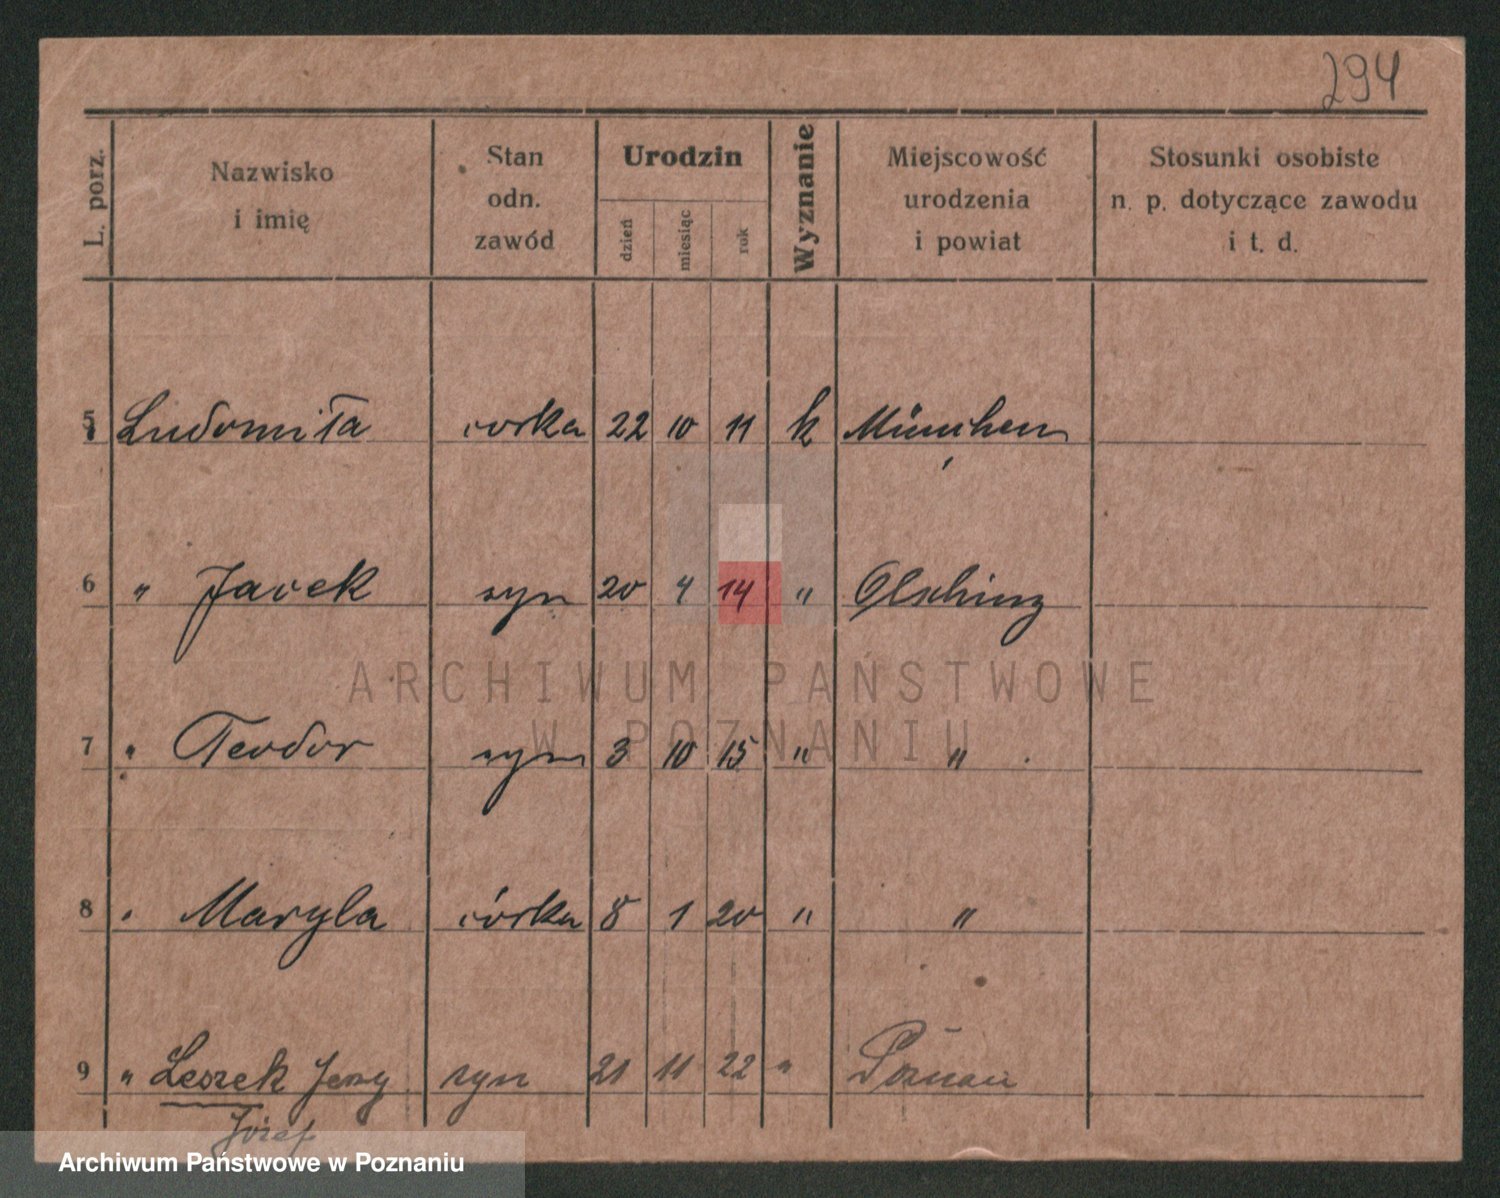 294
L. porz.
Nazwisko
i imię
Stan
odn.
zawód
Urodzin
dzień
miesiąc
rok
Wyznanie
Miejscowość
urodzenia
i powiat
Stosunki osobiste
n. p. dotyczące zawodu
i t. d.
5 Ludomiła corka 22 10 11 k München
6 " Jacek syn 20 4 14 "
ARCHIWUM PAŃSTWOWE
W POZNANIU
7 " Teodor syn 3 10 15 " "
8 " Maryla córka 8 1 20 " "
9 " Leszek Jerzy syn 21 11 22 " Poznań
Józef
Archiwum Państwowe w Poznaniu